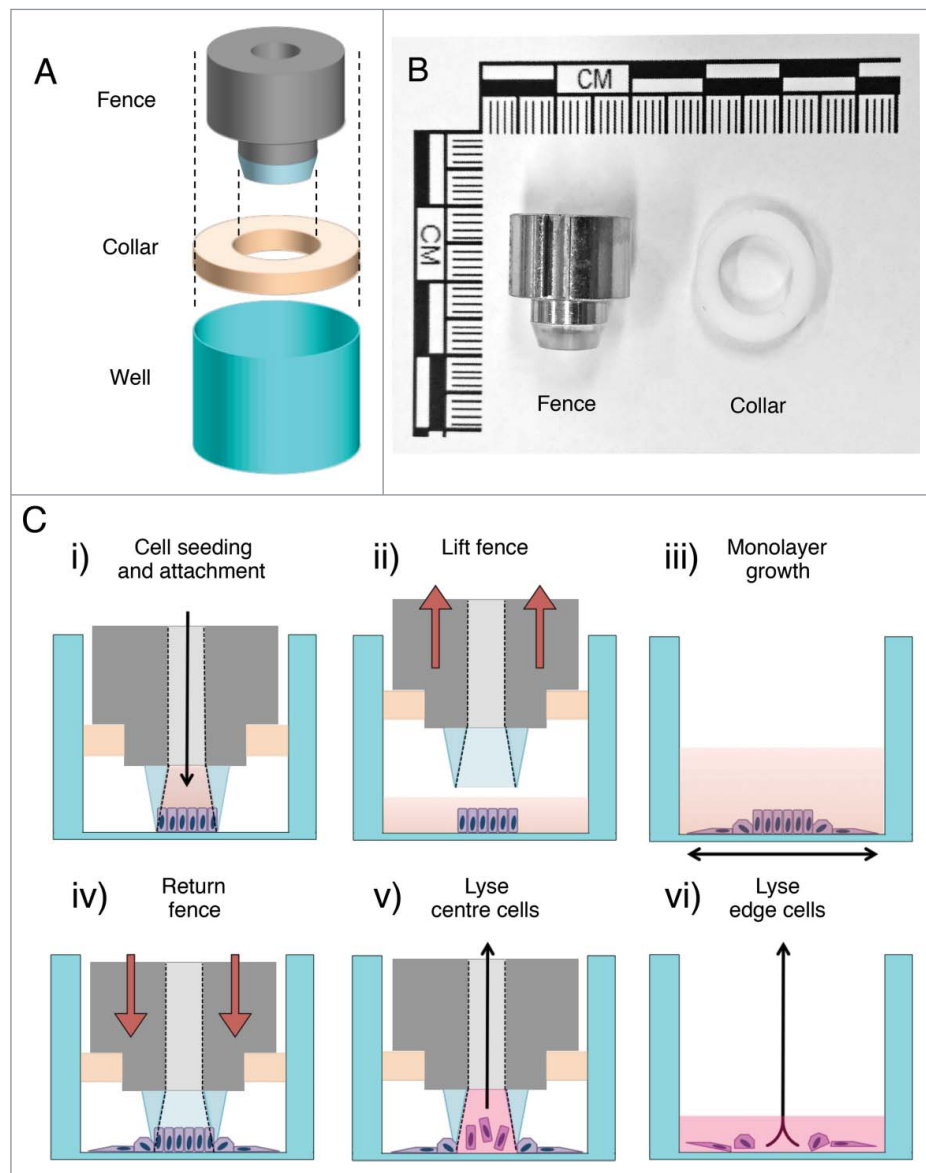 A
Fence
Collar
Well
B
CM
CM
Fence
Collar
C
i)
Cell seeding
and attachment
ii)
Lift fence
iii)
Monolayer
growth
iv)
Return
fence
v)
Lyse
centre cells
vi)
Lyse
edge cells